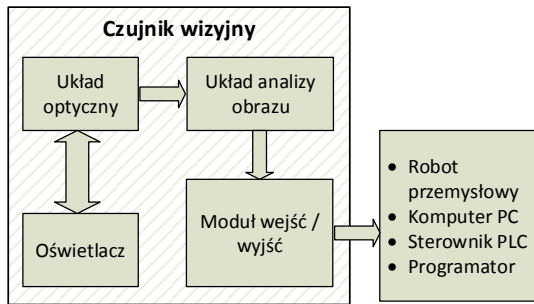 Czujnik wizyjny
Układ
optyczny
Układ analizy
obrazu
Oświetlacz
Moduł wejść /
wyjść
• Robot
przemysłowy
• Komputer PC
• Sterownik PLC
• Programator